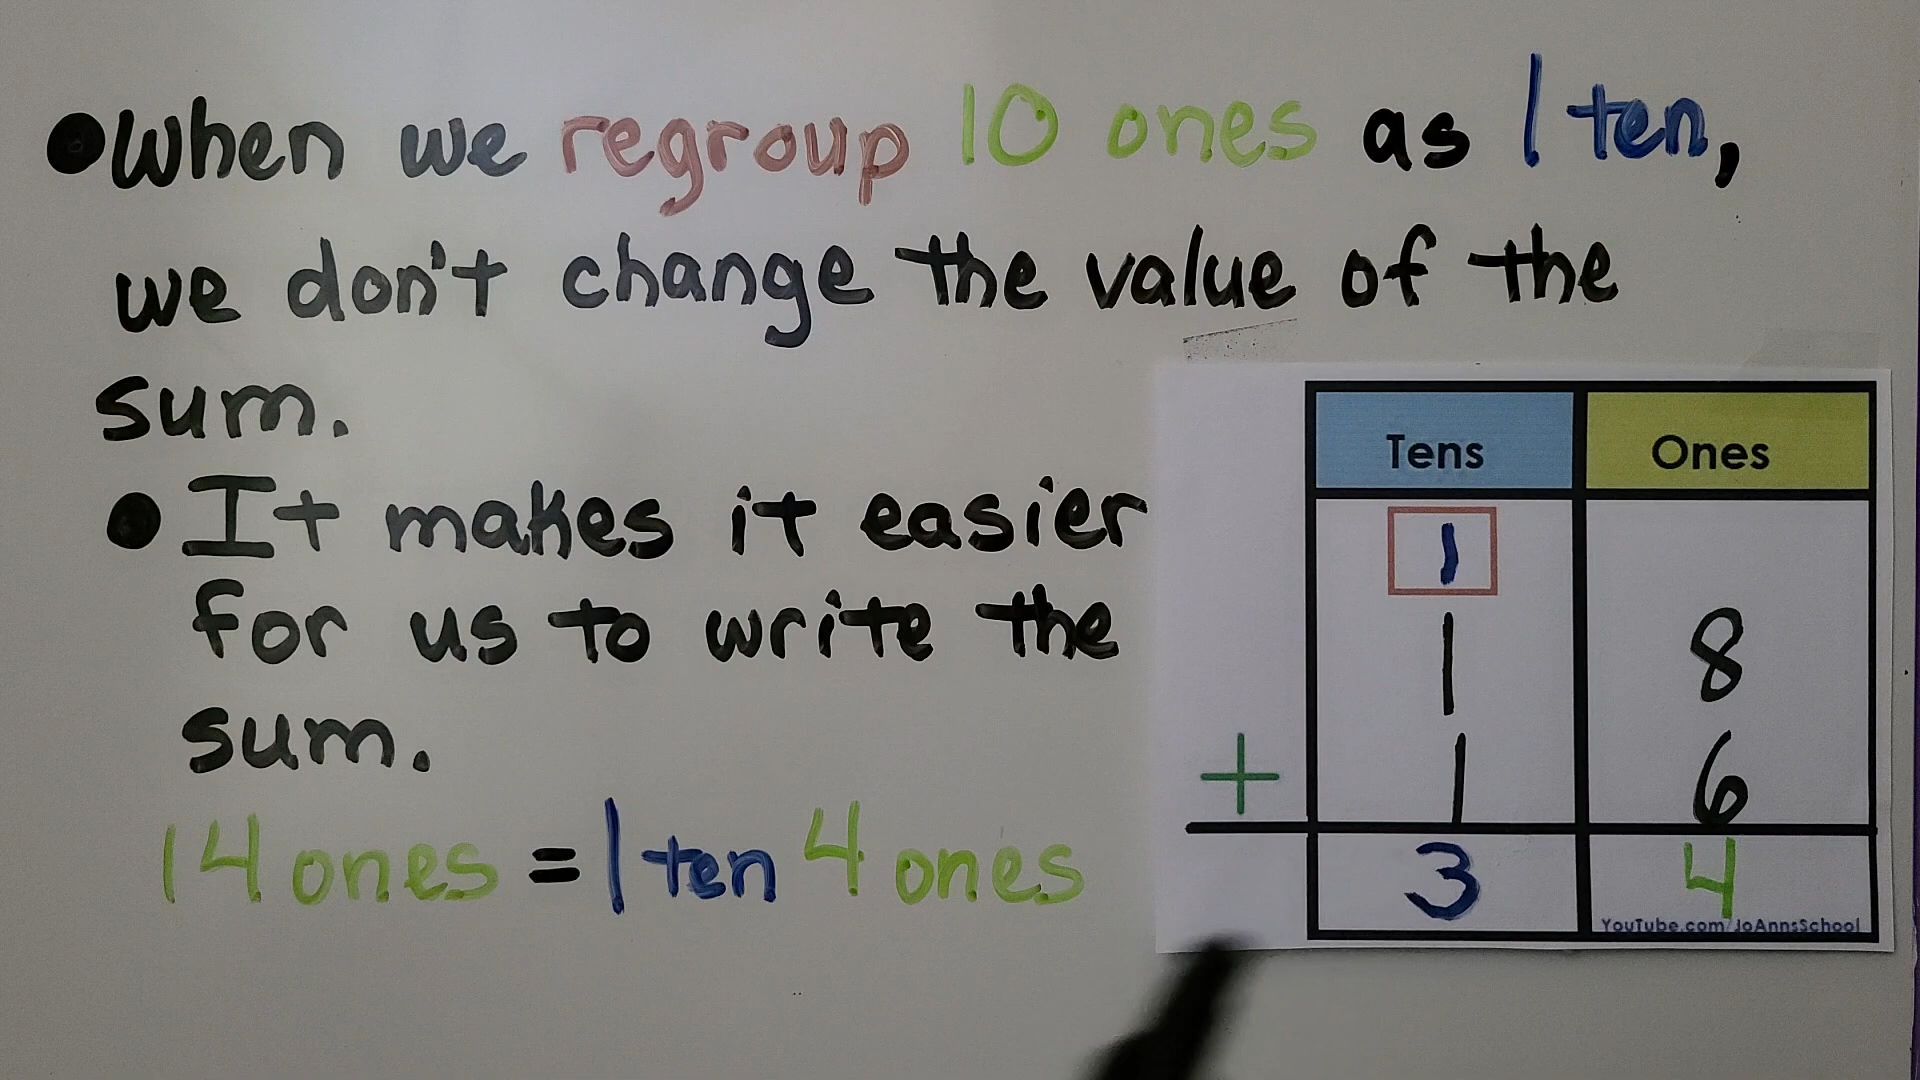 •When we regroup 10 ones as 1 ten,
we don't change the value of the
sum.
•It makes it easier
for us to write the
sum.
14 ones = 1 ten 4 ones
Tens Ones
1
1 8
+ 1 6
3 4
YouTube.com/JoAnnsSchool